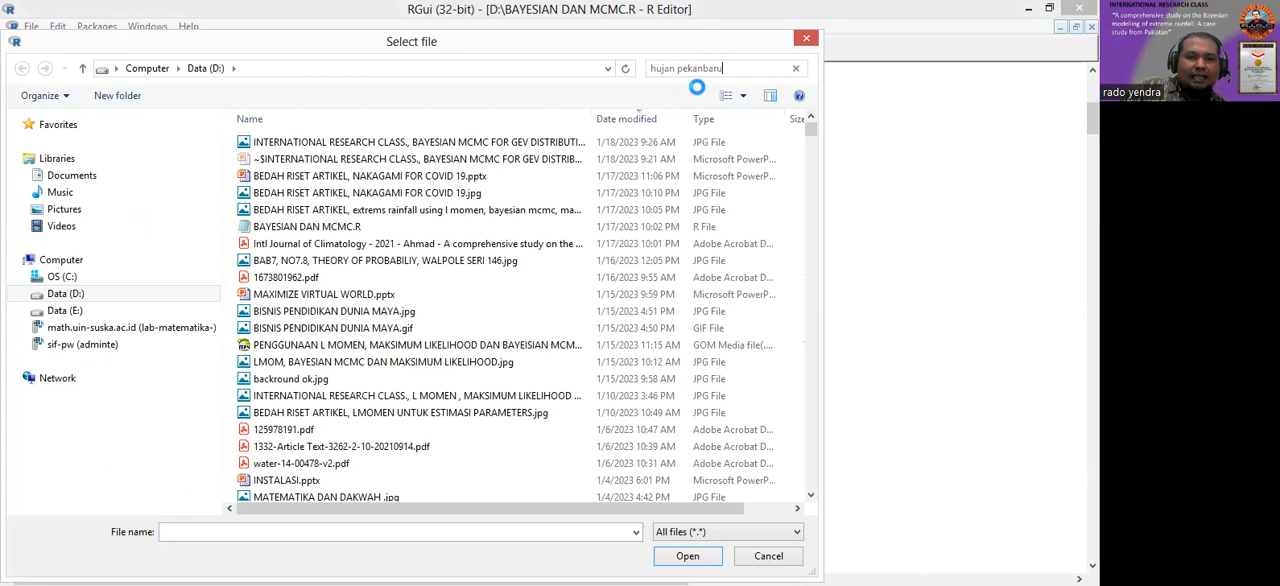 RGui (32-bit) - [D:\BAYESIAN DAN MCMC.R - R Editor]
File Edit Packages Windows Help
Select file
Computer Data (D:)
hujan pekanbaru
Organize New folder
Name Date modified Type Size
Favorites
Libraries
Documents
Music
Pictures
Videos
Computer
OS (C:)
Data (D:)
Data (E:)
math.uin-suska.ac.id (lab-matematika-)
sif-pw (adminte)
Network
INTERNATIONAL RESEARCH CLASS., BAYESIAN MCMC FOR GEV DISTRIBUTI... 1/18/2023 9:26 AM JPG File
~$INTERNATIONAL RESEARCH CLASS., BAYESIAN MCMC FOR GEV DISTRIB... 1/18/2023 9:21 AM Microsoft PowerP...
BEDAH RISET ARTIKEL, NAKAGAMI FOR COVID 19.pptx 1/17/2023 11:06 PM Microsoft PowerP...
BEDAH RISET ARTIKEL, NAKAGAMI FOR COVID 19.jpg 1/17/2023 10:10 PM JPG File
BEDAH RISET ARTIKEL, extrems rainfall using l momen, bayesian mcmc, ma... 1/17/2023 10:05 PM JPG File
BAYESIAN DAN MCMC.R 1/17/2023 10:02 PM R File
Intl Journal of Climatology - 2021 - Ahmad - A comprehensive study on the ... 1/17/2023 10:01 PM Adobe Acrobat D...
BAB7, NO7.8, THEORY OF PROBABILIY, WALPOLE SERI 146.jpg 1/16/2023 12:05 PM JPG File
1673801962.pdf 1/16/2023 9:55 AM Adobe Acrobat D...
MAXIMIZE VIRTUAL WORLD.pptx 1/15/2023 9:59 PM Microsoft PowerP...
BISNIS PENDIDIKAN DUNIA MAYA.jpg 1/15/2023 4:51 PM JPG File
BISNIS PENDIDIKAN DUNIA MAYA.gif 1/15/2023 4:50 PM GIF File
PENGGUNAAN L MOMEN, MAKSIMUM LIKELIHOOD DAN BAYEISIAN MCM... 1/15/2023 11:15 AM GOM Media file(....
LMOM, BAYESIAN MCMC DAN MAKSIMUM LIKELIHOOD.jpg 1/15/2023 10:12 AM JPG File
backround ok.jpg 1/15/2023 9:58 AM JPG File
INTERNATIONAL RESEARCH CLASS., L MOMEN , MAKSIMUM LIKELIHOOD ... 1/10/2023 3:46 PM JPG File
BEDAH RISET ARTIKEL, LMOMEN UNTUK ESTIMASI PARAMETERS.jpg 1/10/2023 10:49 AM JPG File
125978191.pdf 1/6/2023 10:47 AM Adobe Acrobat D...
1332-Article Text-3262-2-10-20210914.pdf 1/6/2023 10:39 AM Adobe Acrobat D...
water-14-00478-v2.pdf 1/6/2023 10:31 AM Adobe Acrobat D...
INSTALASI.pptx 1/4/2023 6:01 PM Microsoft PowerP...
MATEMATIKA DAN DAKWAH .jpg 1/4/2023 4:42 PM JPG File
File name: All files (*.*)
Open Cancel
INTERNATIONAL RESEARCH CLASS
"A comprehensive study on the Bayesian
modelling of extreme rainfall: A case
study from Pakistan"
rado yendra